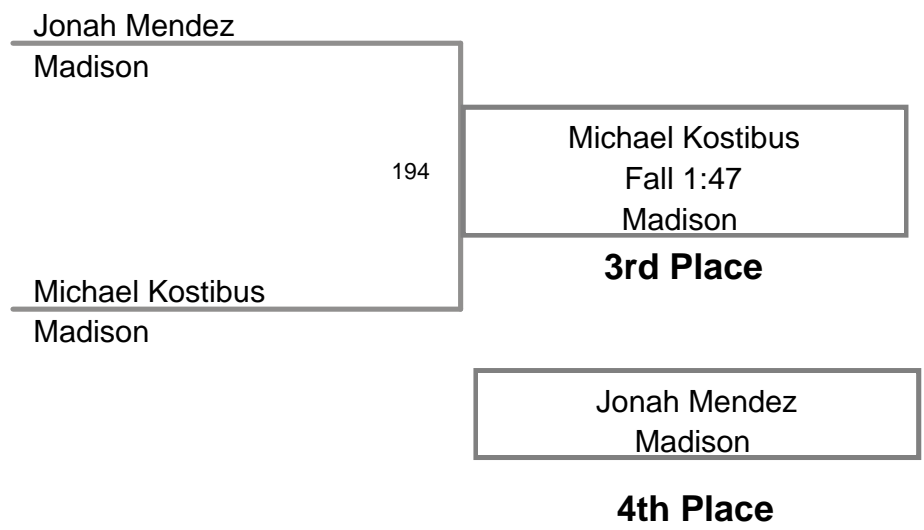 Jonah Mendez
Madison
194
Michael Kostibus
Fall 1:47
Madison
3rd Place
Michael Kostibus
Madison
Jonah Mendez
Madison
4th Place